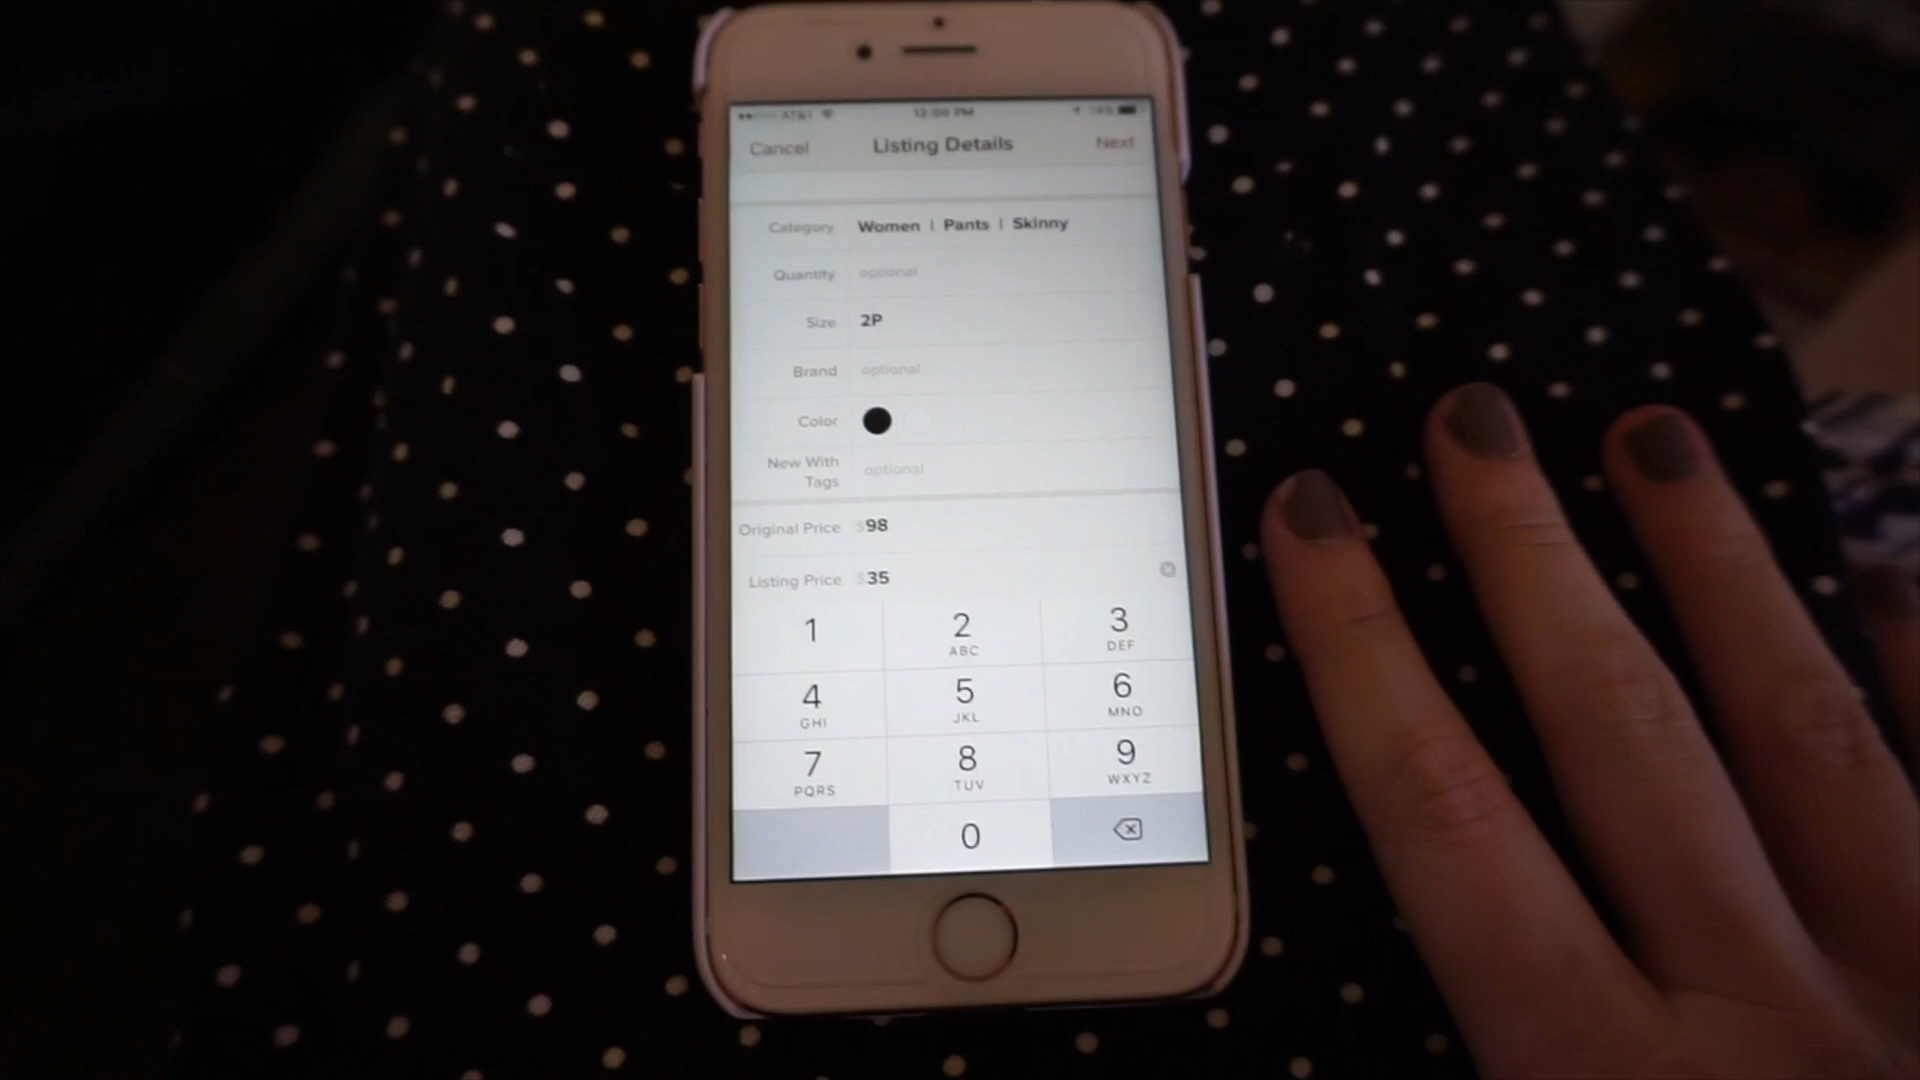 AT&T 12:06 PM
Cancel Listing Details Next
Category Women | Pants | Skinny
Quantity optional
Size 2P
Brand optional
Color
New With
Tags optional
Original Price $98
Listing Price $35
1 2 3
ABC DEF
4 5 6
GHI JKL MNO
7 8 9
PQRS TUV WXYZ
0